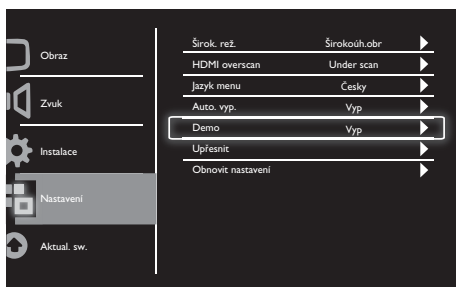 Obraz
Zvuk
Instalace
Nastavení
Aktual. sw.
Širok. rež. Širokoúh.obr
HDMI overscan Under scan
Jazyk menu Česky
Auto. vyp. Vyp
Demo Vyp
Upřesnit
Obnovit nastavení